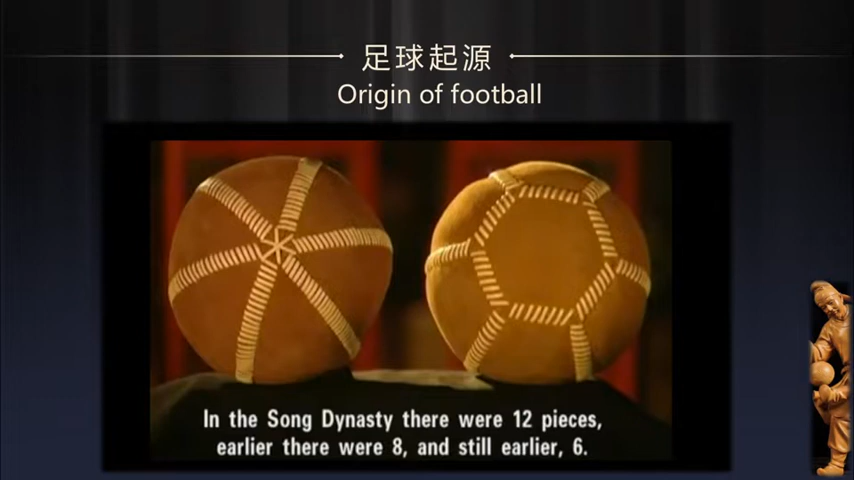 足球起源
Origin of football
In the Song Dynasty there were 12 pieces,
earlier there were 8, and still earlier, 6.